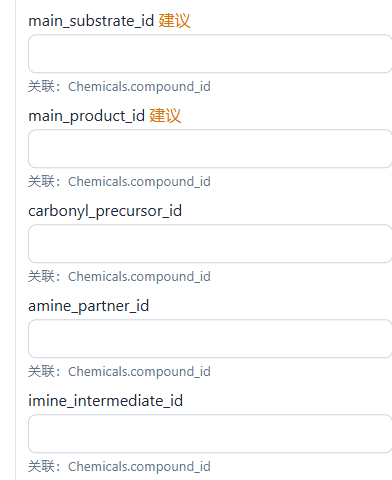 main_substrate_id 建议
关联：Chemicals.compound_id
main_product_id 建议
关联：Chemicals.compound_id
carbonyl_precursor_id
关联：Chemicals.compound_id
amine_partner_id
关联：Chemicals.compound_id
imine_intermediate_id
关联：Chemicals.compound_id